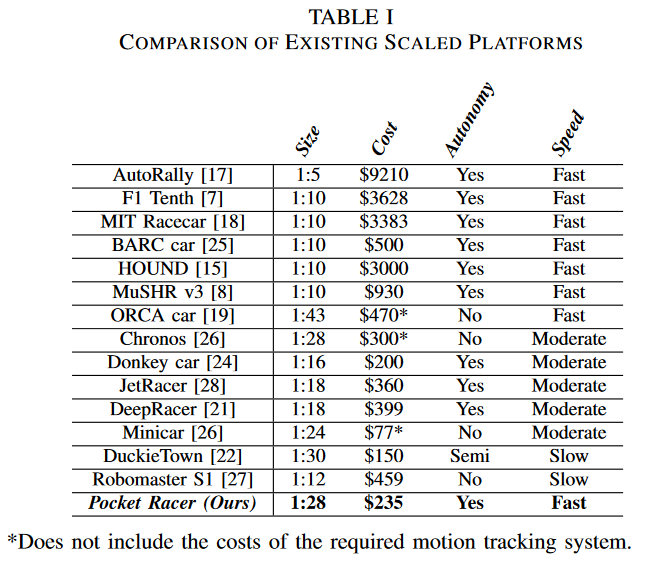 TABLE I
COMPARISON OF EXISTING SCALED PLATFORMS
Size Cost Autonomy Speed
AutoRally [17] 1:5 $9210 Yes Fast
F1 Tenth [7] 1:10 $3628 Yes Fast
MIT Racecar [18] 1:10 $3383 Yes Fast
BARC car [25] 1:10 $500 Yes Fast
HOUND [15] 1:10 $3000 Yes Fast
MuSHR v3 [8] 1:10 $930 Yes Fast
ORCA car [19] 1:43 $470* No Fast
Chronos [26] 1:28 $300* No Moderate
Donkey car [24] 1:16 $200 Yes Moderate
JetRacer [28] 1:18 $360 Yes Moderate
DeepRacer [21] 1:18 $399 Yes Moderate
Minicar [26] 1:24 $77* No Moderate
DuckieTown [22] 1:30 $150 Semi Slow
Robomaster S1 [27] 1:12 $459 No Slow
Pocket Racer (Ours) 1:28 $235 Yes Fast
*Does not include the costs of the required motion tracking system.